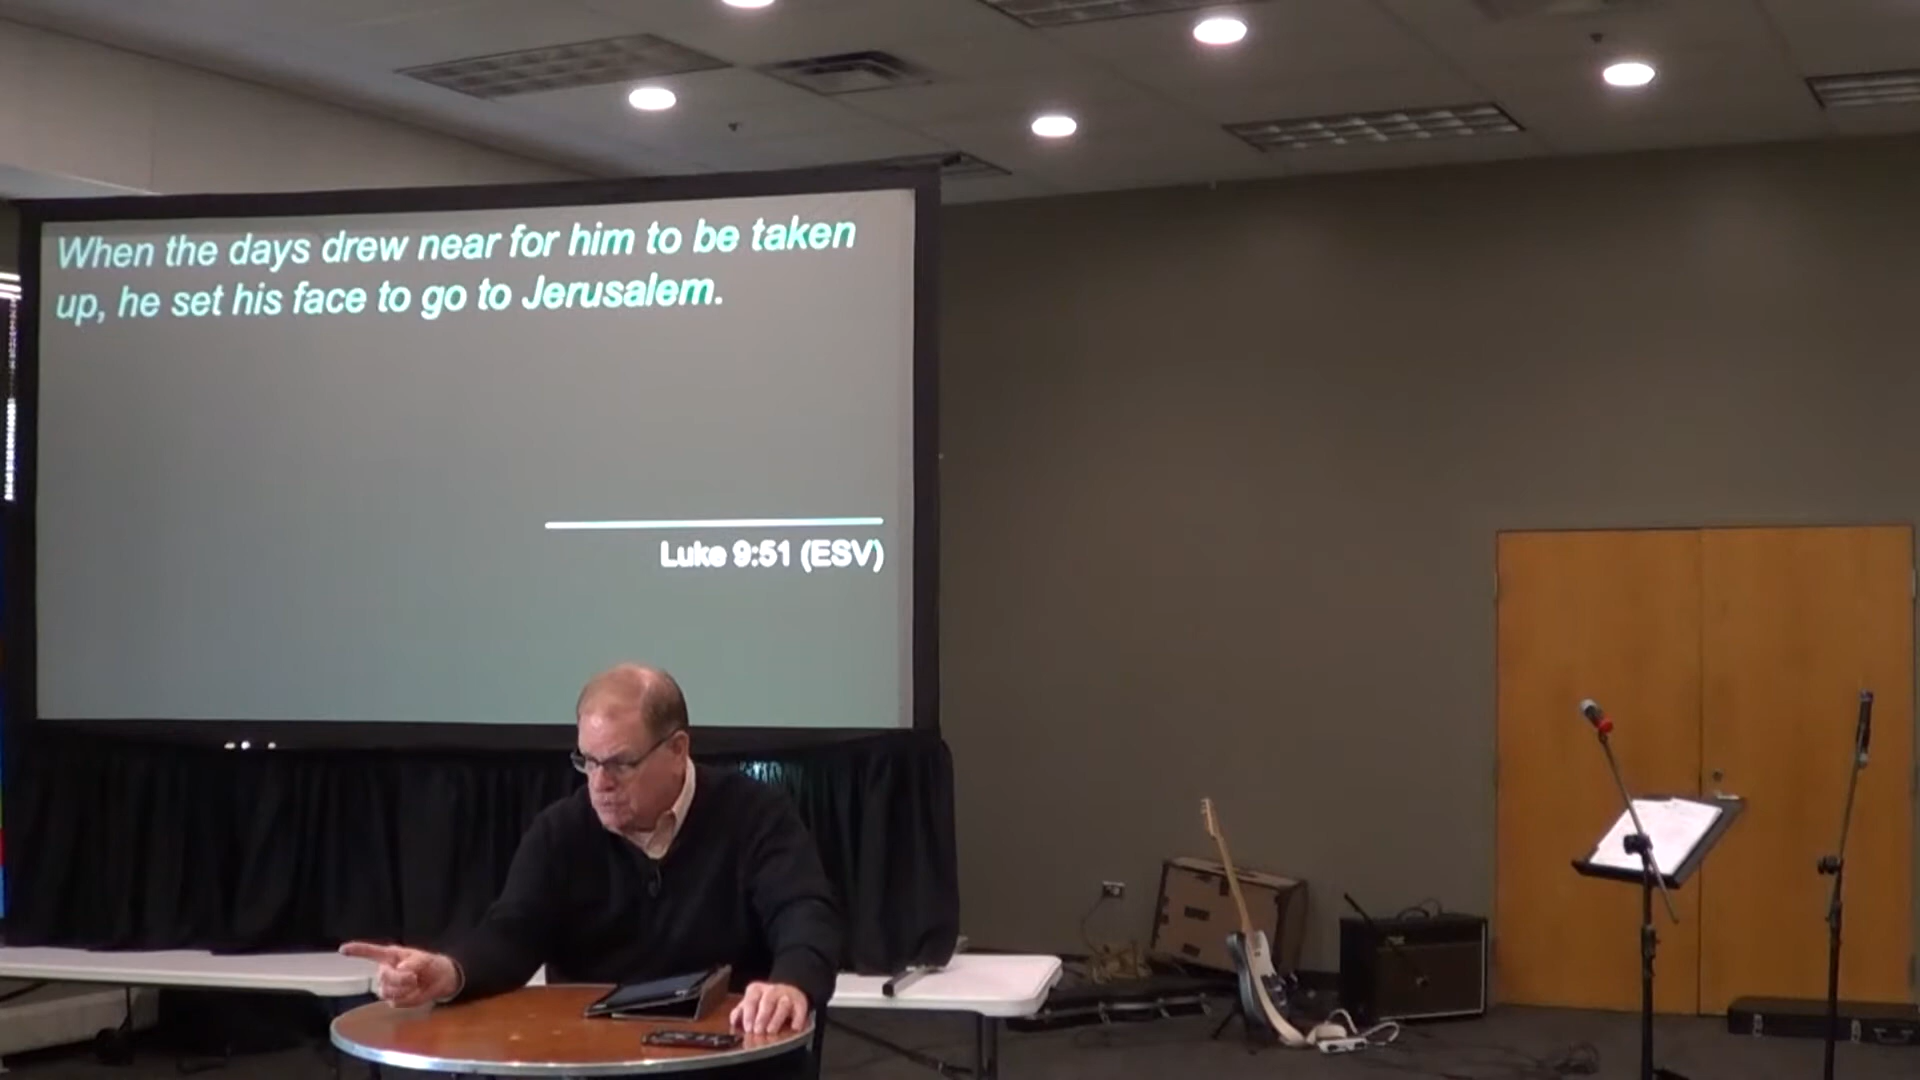 When the days drew near for him to be taken
up, he set his face to go to Jerusalem.
Luke 9:51 (ESV)